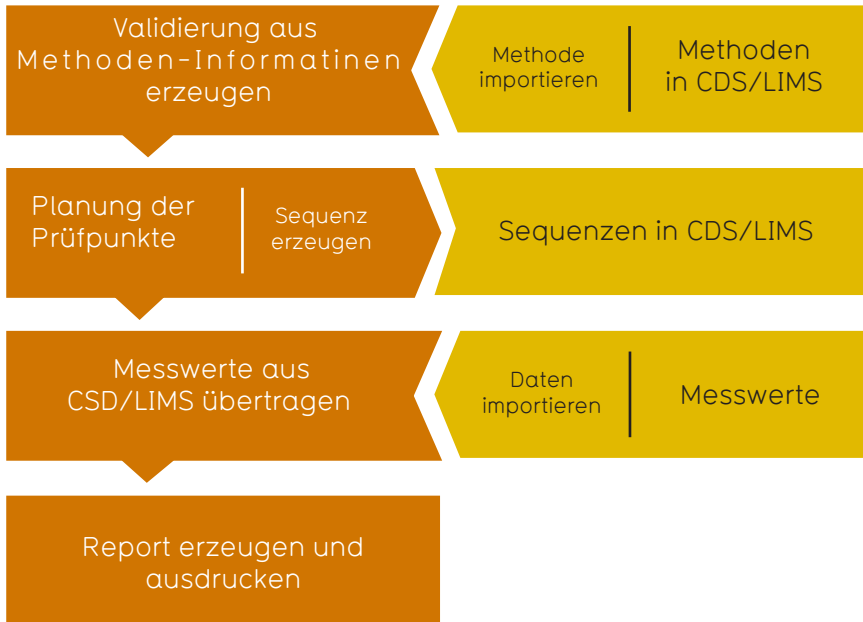 Validierung aus
Methoden-Informatinen
erzeugen
Methode
importieren
Methoden
in CDS/LIMS
Planung der
Prüfpunkte
Sequenz
erzeugen
Sequenzen in CDS/LIMS
Messwerte aus
CSD/LIMS übertragen
Daten
importieren
Messwerte
Report erzeugen und
ausdrucken